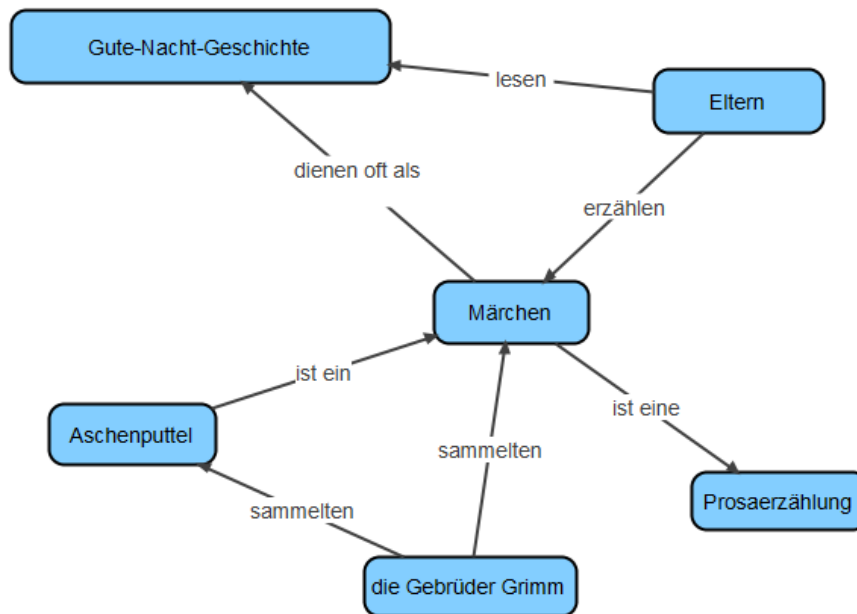 Gute-Nacht-Geschichte
lesen
Eltern
dienen oft als
erzählen
Märchen
ist ein
ist eine
Aschenputtel
sammelten
Prosaerzählung
sammelten
die Gebrüder Grimm